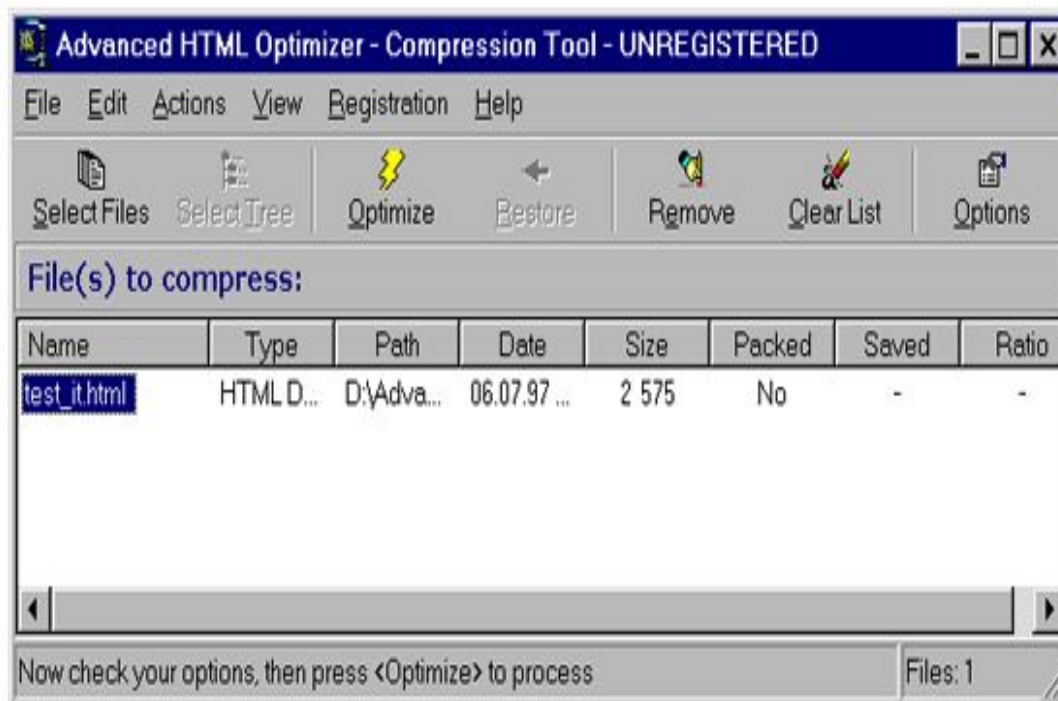 Advanced HTML Optimizer - Compression Tool - UNREGISTERED
File Edit Actions View Registration Help
Select Files Select Tree Optimize Restore Remove Clear List Options
File(s) to compress:
Name Type Path Date Size Packed Saved Ratio
test_it.html HTML D... D:\Adva... 06.07.97 ... 2 575 No - -
Now check your options, then press <Optimize> to process Files: 1